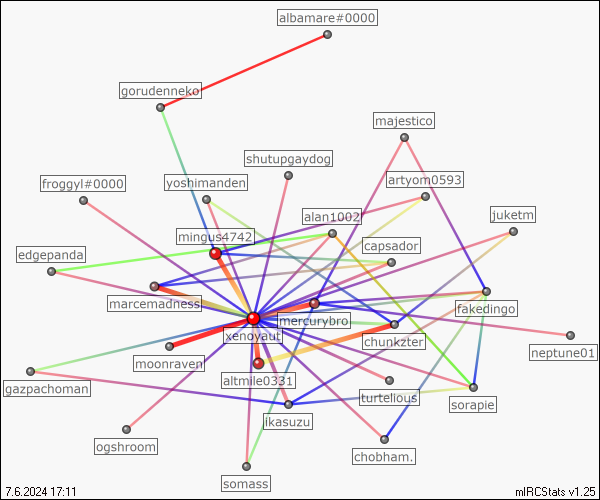 albamare#0000
gorudenneko
majestico
shutupgaydog
froggyl#0000
yoshimanden
artyom0593
alan1002
juketm
mingus4742
capsador
edgepanda
marcemadness
mercurybro
fakedingo
xenoyaut
chunkzter
moonraven
neptune01
altmile0331
gazpachoman
turtellous
sorapie
ikasuzu
ogshroom
chobham.
somass
7.6.2024 17:11
mIRCStats v1.25